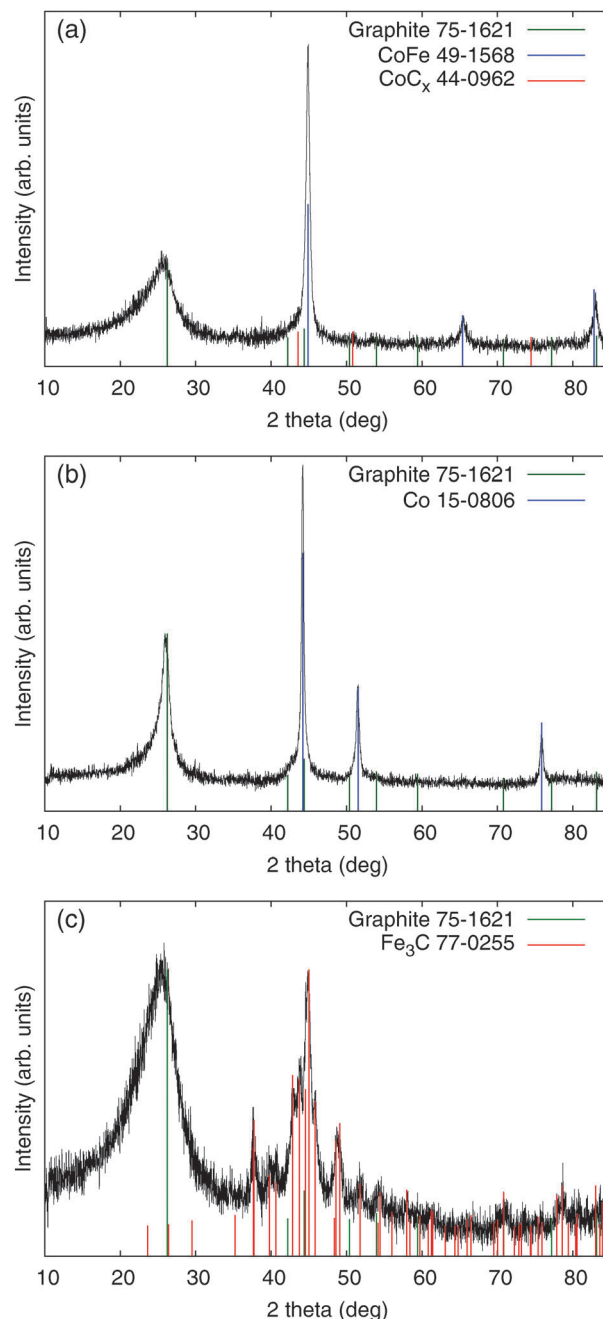 (a)
Graphite 75-1621
CoFe 49-1568
CoCₓ 44-0962
Intensity (arb. units)
10 20 30 40 50 60 70 80
2 theta (deg)
(b)
Graphite 75-1621
Co 15-0806
Intensity (arb. units)
10 20 30 40 50 60 70 80
2 theta (deg)
(c)
Graphite 75-1621
Fe₃C 77-0255
Intensity (arb. units)
10 20 30 40 50 60 70 80
2 theta (deg)